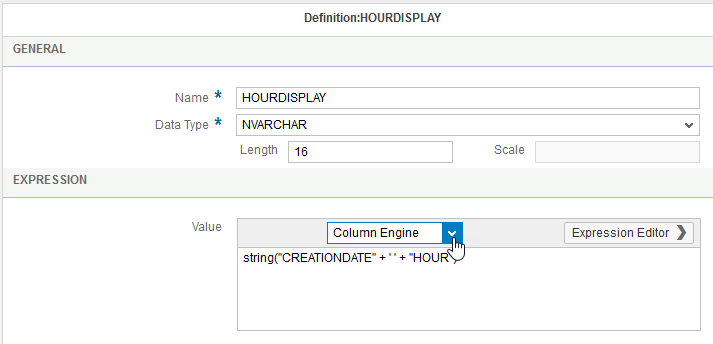 Definition:HOURDISPLAY
GENERAL
Name *
HOURDISPLAY
Data Type *
NVARCHAR
Length
16
Scale
EXPRESSION
Value
Column Engine
Expression Editor
string("CREATIONDATE" + ' ' + "HOUR")